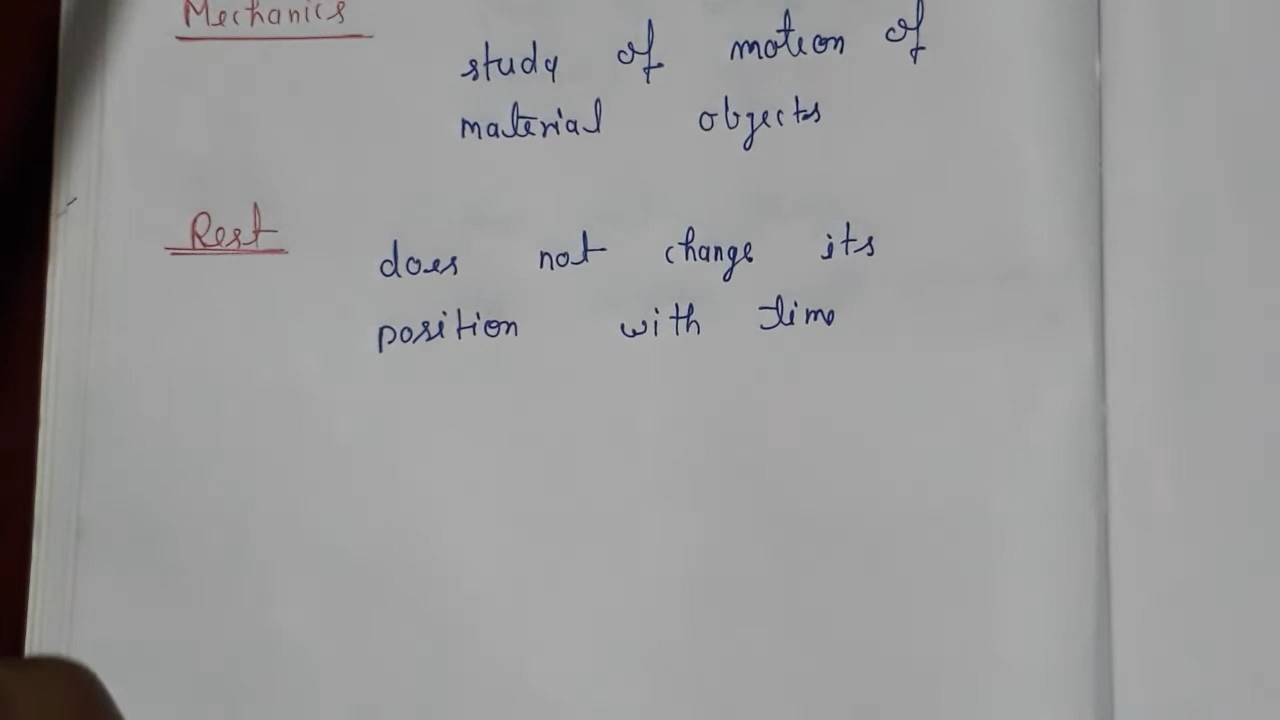 Mechanics
study of motion of
material objects
Rest
does not change its
position with time